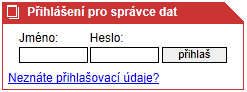 Přihlášení pro správce dat
Jméno: Heslo:
přihlaš
Neznáte přihlašovací údaje?